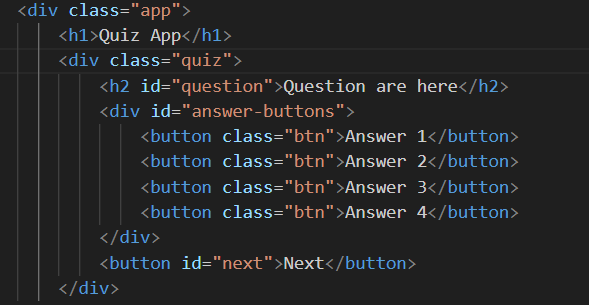 <div class="app">
<h1>Quiz App</h1>
<div class="quiz">
<h2 id="question">Question are here</h2>
<div id="answer-buttons">
<button class="btn">Answer 1</button>
<button class="btn">Answer 2</button>
<button class="btn">Answer 3</button>
<button class="btn">Answer 4</button>
</div>
<button id="next">Next</button>
</div>